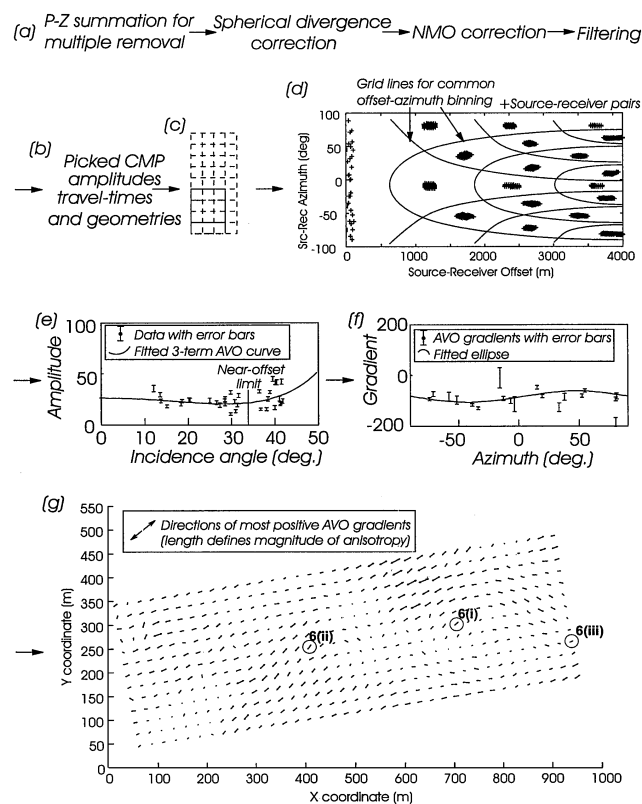 (a) P-Z summation for multiple removal → Spherical divergence correction → NMO correction → Filtering
(b) Picked CMP amplitudes travel-times and geometries
(c)
(d)
Grid lines for common offset-azimuth binning
+Source-receiver pairs
Src-Rec Azimuth (deg)
100
50
0
-50
-100
0 1000 2000 3000 4000
Source-Receiver Offset (m)
(e)
Amplitude
100
50
0
Data with error bars
Fitted 3-term AVO curve
Near-offset limit
0 10 20 30 40 50
Incidence angle (deg.)
(f)
Gradient
200
0
-200
AVO gradients with error bars
Fitted ellipse
-50 0 50
Azimuth (deg.)
(g)
Y coordinate (m)
550
500
450
400
350
300
250
200
150
100
50
0
Directions of most positive AVO gradients
(length defines magnitude of anisotropy)
6(i)
6(ii)
6(iii)
0 100 200 300 400 500 600 700 800 900 1000
X coordinate (m)